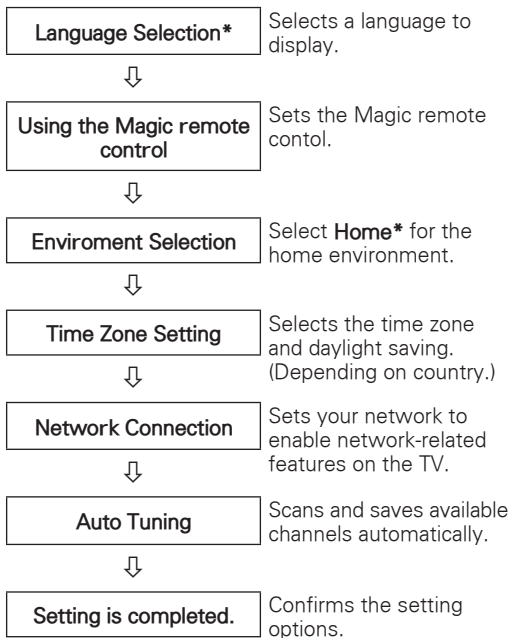 Language Selection*
Selects a language to
display.
Using the Magic remote
control
Sets the Magic remote
contol.
Enviroment Selection
Select Home* for the
home environment.
Time Zone Setting
Selects the time zone
and daylight saving.
(Depending on country.)
Network Connection
Sets your network to
enable network-related
features on the TV.
Auto Tuning
Scans and saves available
channels automatically.
Setting is completed.
Confirms the setting
options.